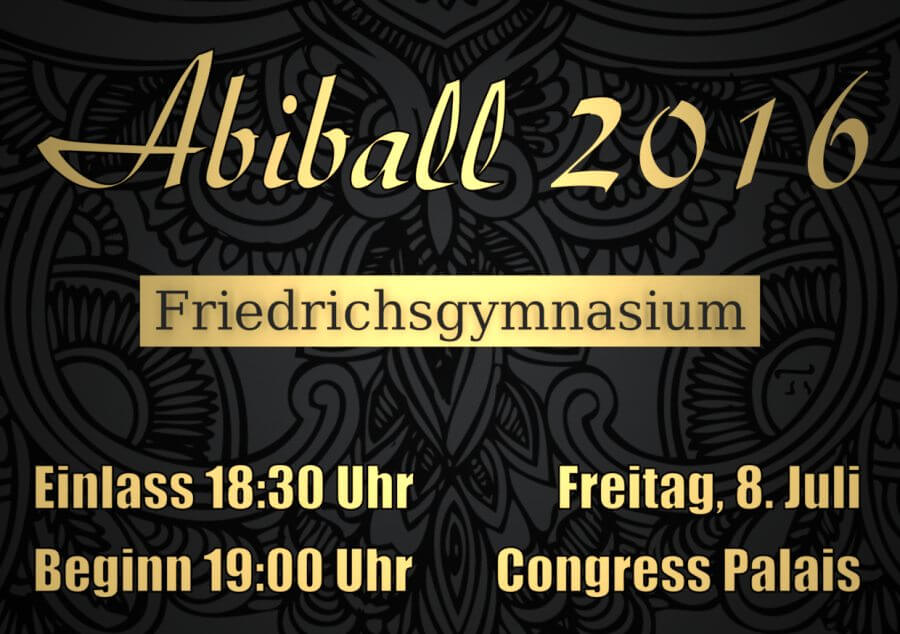 Abiball 2016
Friedrichsgymnasium
Einlass 18:30 Uhr
Freitag, 8. Juli
Beginn 19:00 Uhr
Congress Palais